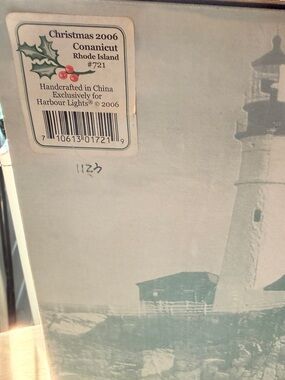 Christmas 2006
Conanicut
Rhode Island
#721
Handcrafted in China
Exclusively for
Harbour Lights® © 2006
7 10613 01721 9
1123